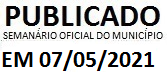 PUBLICADO
SEMANÁRIO OFICIAL DO MUNICÍPIO
EM 07/05/2021